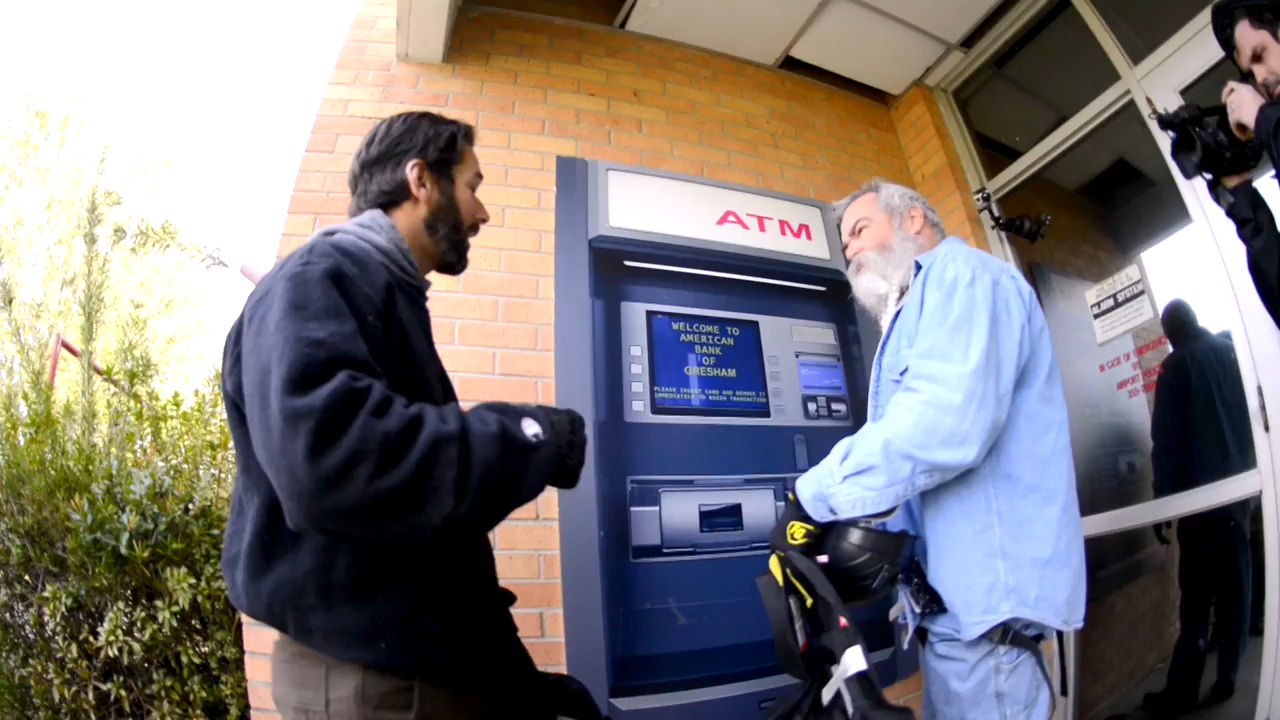 ATM
WELCOME TO
AMERICAN
BANK
OF
GRESHAM
PLEASE INSERT CARD AND REMOVE IT
IMMEDIATELY TO BEGIN TRANSACTION
ALARM SYSTEM
IN CASE OF EMERGENCY